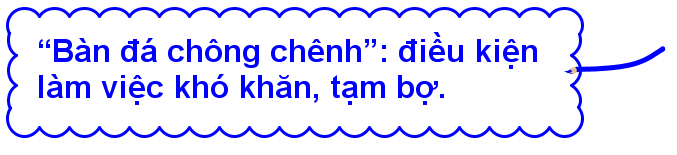 “Bàn đá chông chênh”: điều kiện
làm việc khó khăn, tạm bợ.